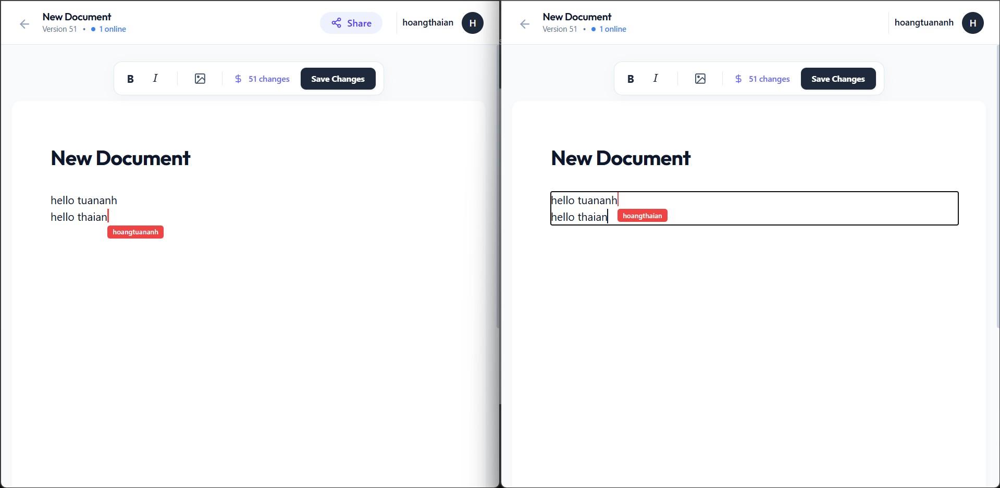 New Document
Version 51 • 1 online
Share
hoangthaian
H
B I $ 51 changes Save Changes
New Document
hello tuananh
hello thaian
hoangtuananh
New Document
Version 51 • 1 online
hoangtuananh
H
B I $ 51 changes Save Changes
New Document
hello tuananh
hello thaian
hoangthaian